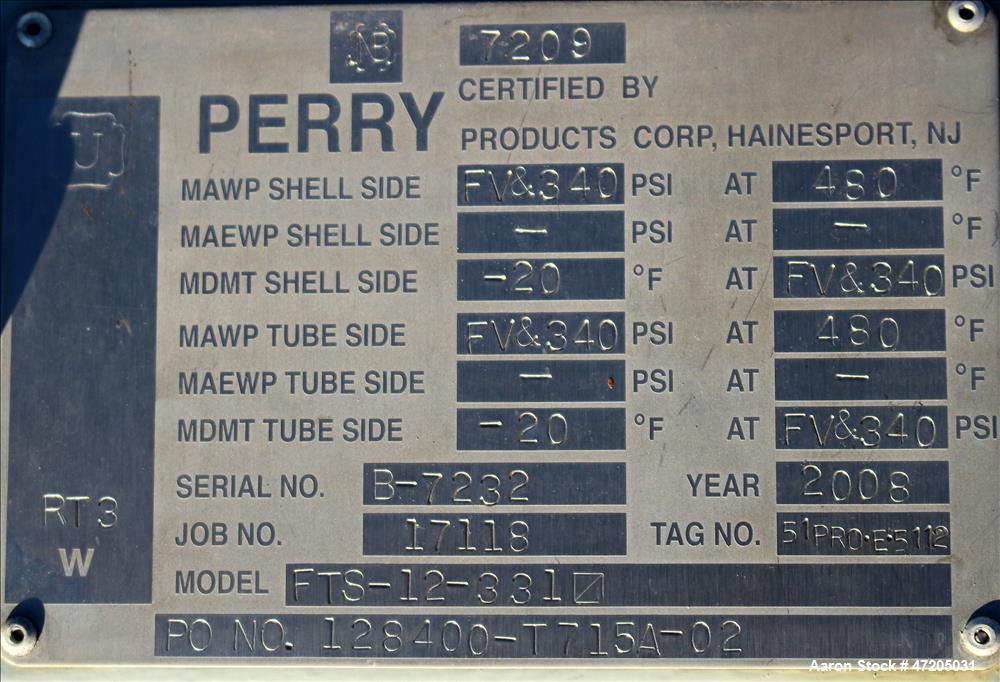 NB 7209
CERTIFIED BY
PERRY PRODUCTS CORP, HAINESPORT, NJ
U
MAWP SHELL SIDE FV&340 PSI AT 480 °F
MAEWP SHELL SIDE - PSI AT - °F
MDMT SHELL SIDE -20 °F AT FV&340 PSI
MAWP TUBE SIDE FV&340 PSI AT 480 °F
MAEWP TUBE SIDE - PSI AT - °F
MDMT TUBE SIDE -20 °F AT FV&340 PSI
SERIAL NO. B-7232 YEAR 2008
RT3
JOB NO. 17118 TAG NO. 51PRO·E·5112
W
MODEL FTS-12-331
PO NO. 128400-T715A-02
Aaron Stock # 47205031